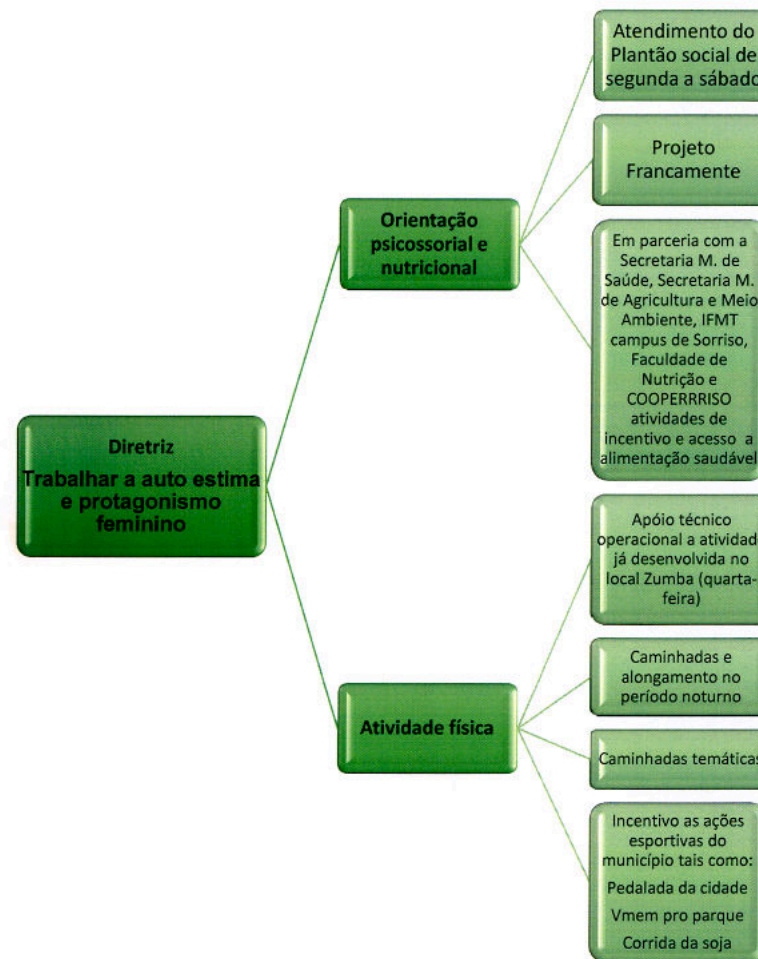 Diretriz
Trabalhar a auto estima
e protagonismo
feminino
Orientação
psicossorial e
nutricional
Atendimento do
Plantão social de
segunda a sábado
Projeto
Francamente
Em parceria com a
Secretaria M. de
Saúde, Secretaria M.
de Agricultura e Meio
Ambiente, IFMT
campus de Sorriso,
Faculdade de
Nutrição e
COOPERRRISO
atividades de
incentivo e acesso a
alimentação saudável
Atividade física
Apóio técnico
operacional a atividade
já desenvolvida no
local Zumba (quarta-
feira)
Caminhadas e
alongamento no
período noturno
Caminhadas temáticas
Incentivo as ações
esportivas do
município tais como:
Pedalada da cidade
Vmem pro parque
Corrida da soja